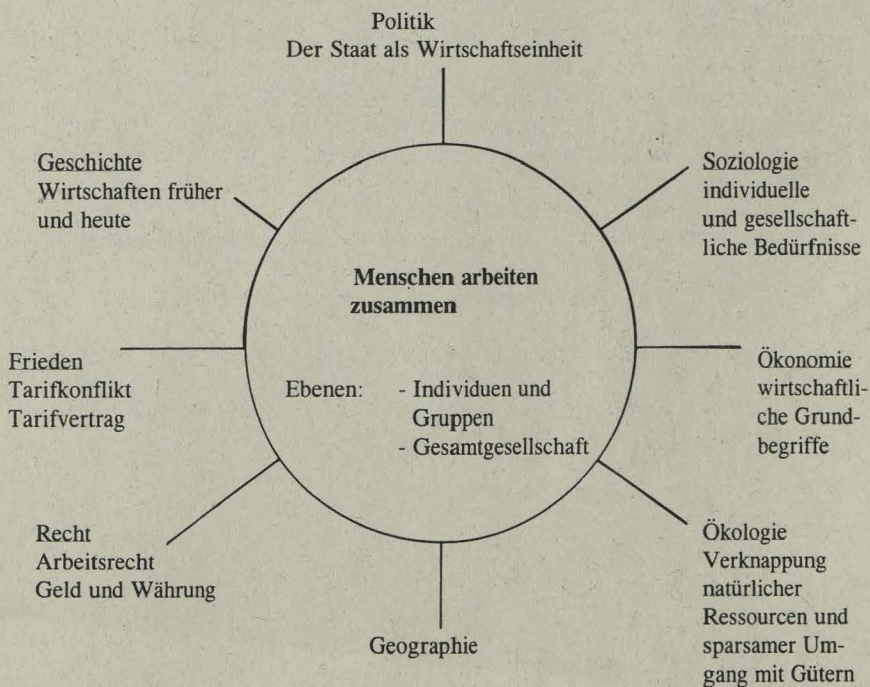 Politik
Der Staat als Wirtschaftseinheit
Geschichte
Wirtschaften früher
und heute
Soziologie
individuelle
und gesellschaft-
liche Bedürfnisse
Menschen arbeiten
zusammen
Frieden
Tarifkonflikt
Tarifvertrag
Ebenen: - Individuen und
Gruppen
- Gesamtgesellschaft
Ökonomie
wirtschaftli-
che Grund-
begriffe
Recht
Arbeitsrecht
Geld und Währung
Ökologie
Verknappung
natürlicher
Ressourcen und
sparsamer Um-
gang mit Gütern
Geographie